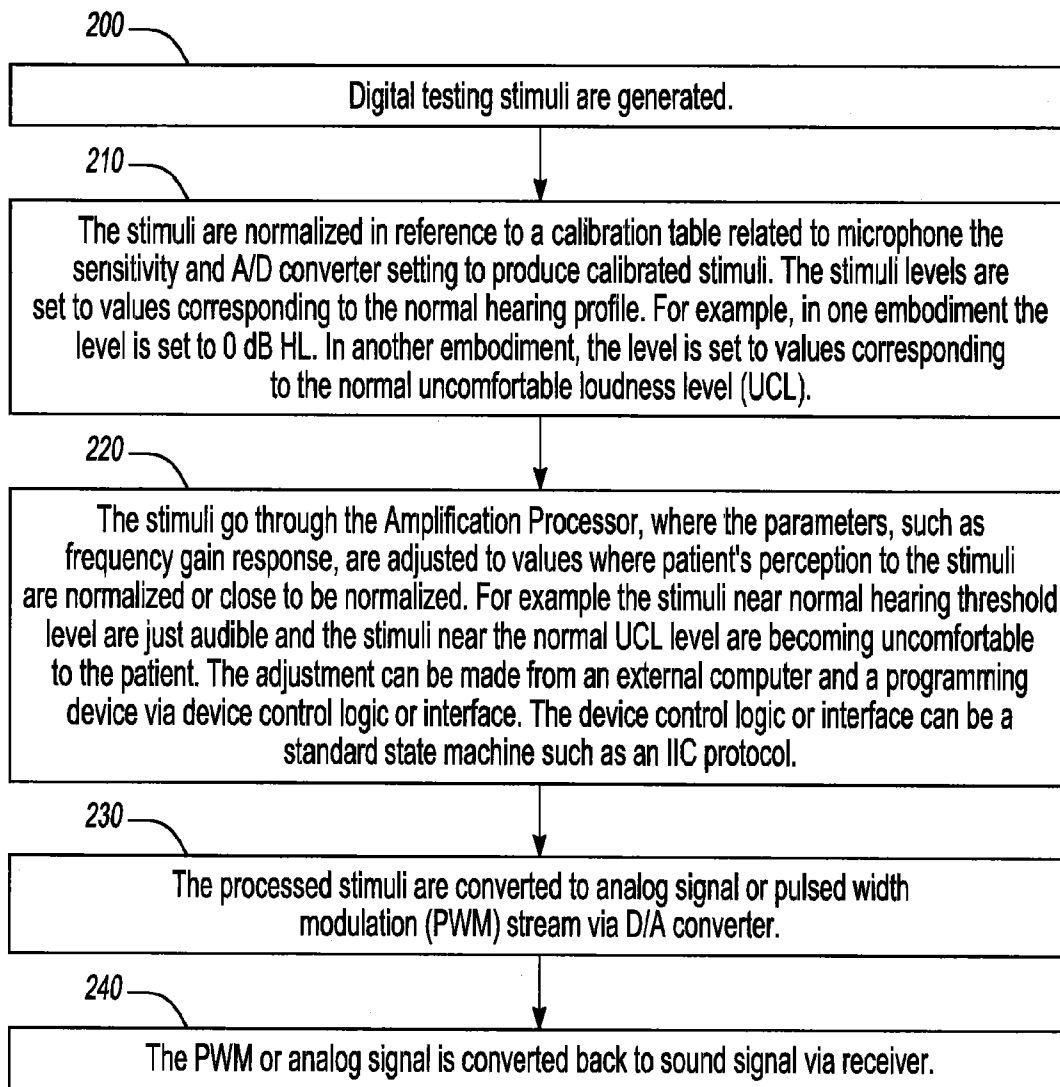 200
Digital testing stimuli are generated.
210
The stimuli are normalized in reference to a calibration table related to microphone the
sensitivity and A/D converter setting to produce calibrated stimuli. The stimuli levels are
set to values corresponding to the normal hearing profile. For example, in one embodiment the
level is set to 0 dB HL. In another embodiment, the level is set to values corresponding
to the normal uncomfortable loudness level (UCL).
220
The stimuli go through the Amplification Processor, where the parameters, such as
frequency gain response, are adjusted to values where patient's perception to the stimuli
are normalized or close to be normalized. For example the stimuli near normal hearing threshold
level are just audible and the stimuli near the normal UCL level are becoming uncomfortable
to the patient. The adjustment can be made from an external computer and a programming
device via device control logic or interface. The device control logic or interface can be a
standard state machine such as an IIC protocol.
230
The processed stimuli are converted to analog signal or pulsed width
modulation (PWM) stream via D/A converter.
240
The PWM or analog signal is converted back to sound signal via receiver.